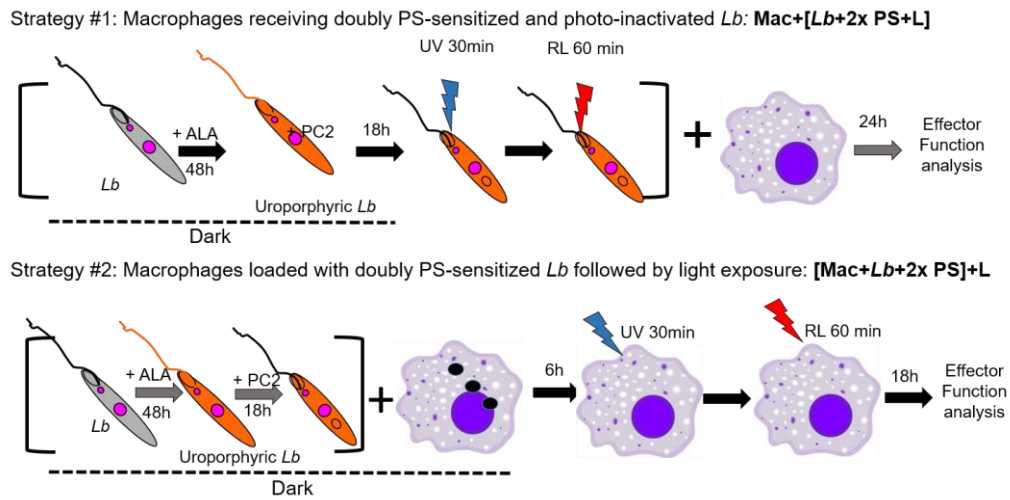 Strategy #1: Macrophages receiving doubly PS-sensitized and photo-inactivated Lb: Mac+[Lb+2x PS+L]
UV 30min
RL 60 min
+ ALA
48h
+ PC2
18h
+
24h
Effector
Function
analysis
Lb
Uroporphyric Lb
Dark
Strategy #2: Macrophages loaded with doubly PS-sensitized Lb followed by light exposure: [Mac+Lb+2x PS]+L
UV 30min
RL 60 min
+ ALA
48h
+ PC2
18h
+
6h
18h
Effector
Function
analysis
Lb
Uroporphyric Lb
Dark